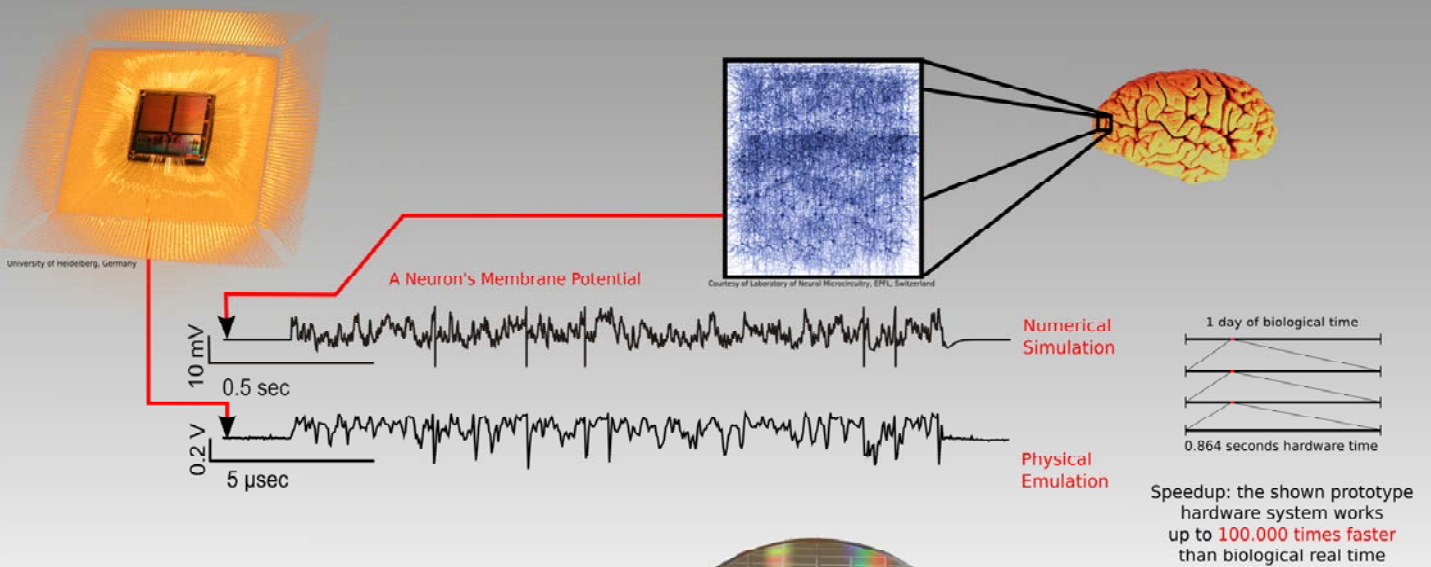 University of Heidelberg, Germany
A Neuron's Membrane Potential
Courtesy of Laboratory of Neural Microcircuitry, EPFL, Switzerland
10 mV
0.5 sec
Numerical
Simulation
0.2 V
5 μsec
Physical
Emulation
1 day of biological time
0.864 seconds hardware time
Speedup: the shown prototype
hardware system works
up to 100.000 times faster
than biological real time